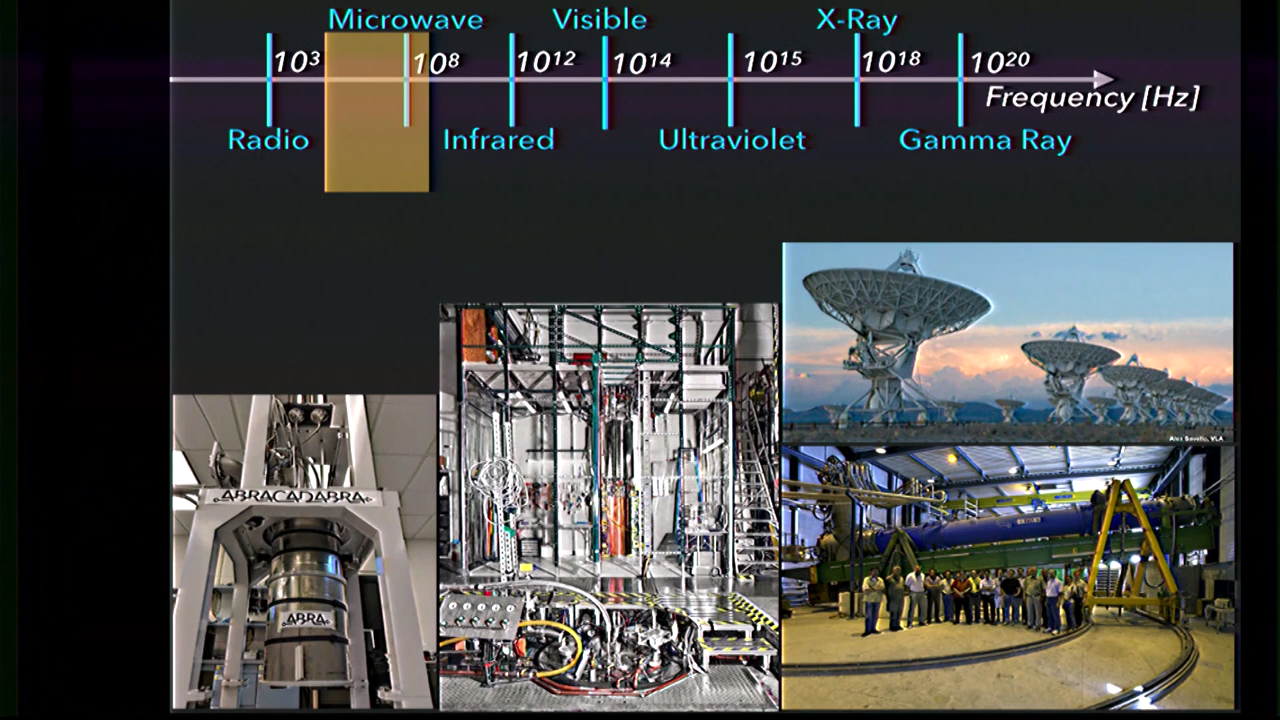 Microwave Visible X-Ray
10³ 10⁸ 10¹² 10¹⁴ 10¹⁵ 10¹⁸ 10²⁰
Frequency [Hz]
Radio Infrared Ultraviolet Gamma Ray
Alex Savello, VLA
ABRACADABRA
ABRA